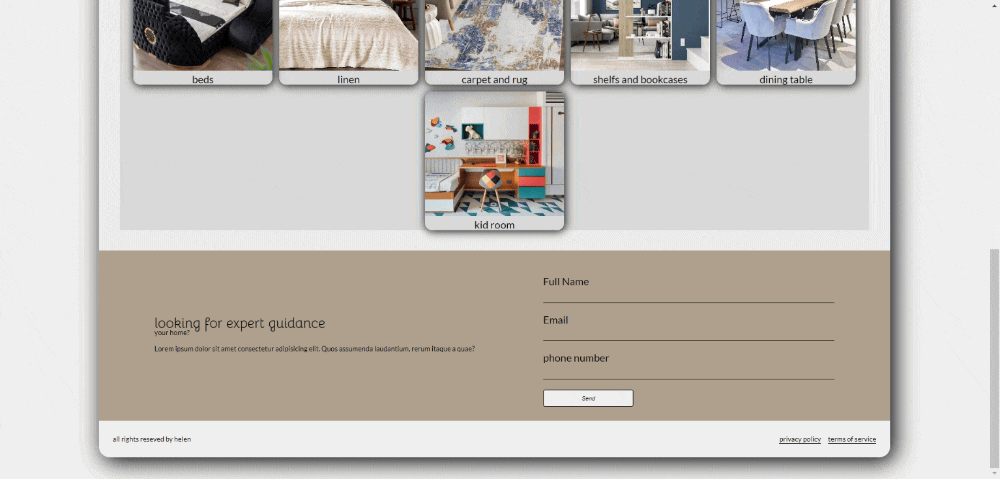 beds
linen
carpet and rug
shelfs and bookcases
dining table
kid room
looking for expert guidance
your home?
Lorem ipsum dolor sit amet consectetur adipisicing elit. Quos assumenda laudantium, rerum itaque a quae?
Full Name
Email
phone number
Send
all rights reseved by helen
privacy policy
terms of service